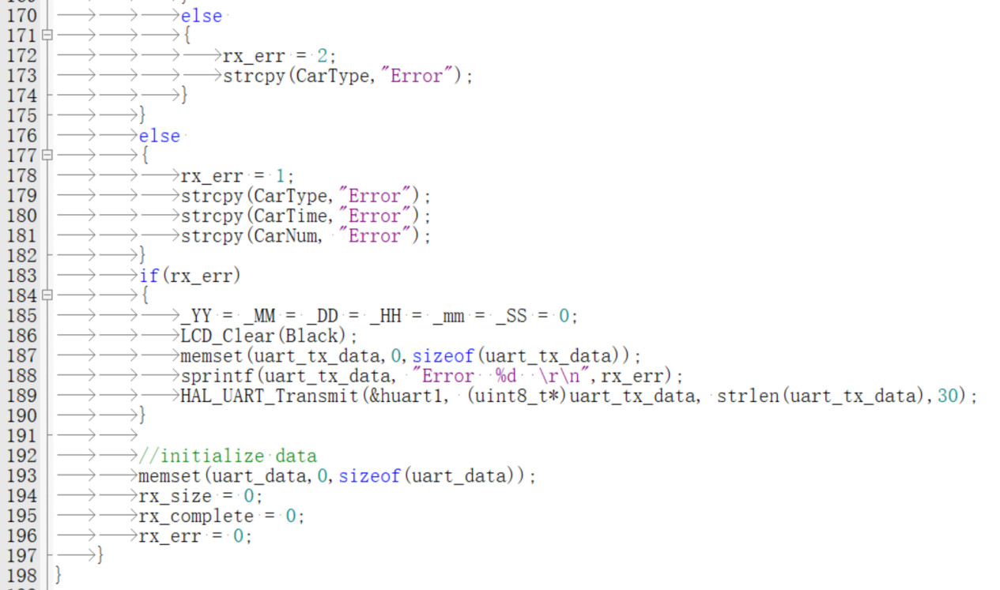 170 else
171 {
172 rx_err = 2;
173 strcpy(CarType,"Error");
174 }
175 }
176 else
177 {
178 rx_err = 1;
179 strcpy(CarType,"Error");
180 strcpy(CarTime,"Error");
181 strcpy(CarNum, "Error");
182 }
183 if(rx_err)
184 {
185 _YY = _MM = _DD = _HH = _mm = _SS = 0;
186 LCD_Clear(Black);
187 memset(uart_tx_data,0,sizeof(uart_tx_data));
188 sprintf(uart_tx_data, "Error  %d  \r\n",rx_err);
189 HAL_UART_Transmit(&huart1, (uint8_t*)uart_tx_data, strlen(uart_tx_data),30);
190 }
191
192 //initialize data
193 memset(uart_data,0,sizeof(uart_data));
194 rx_size = 0;
195 rx_complete = 0;
196 rx_err = 0;
197 }
198 }